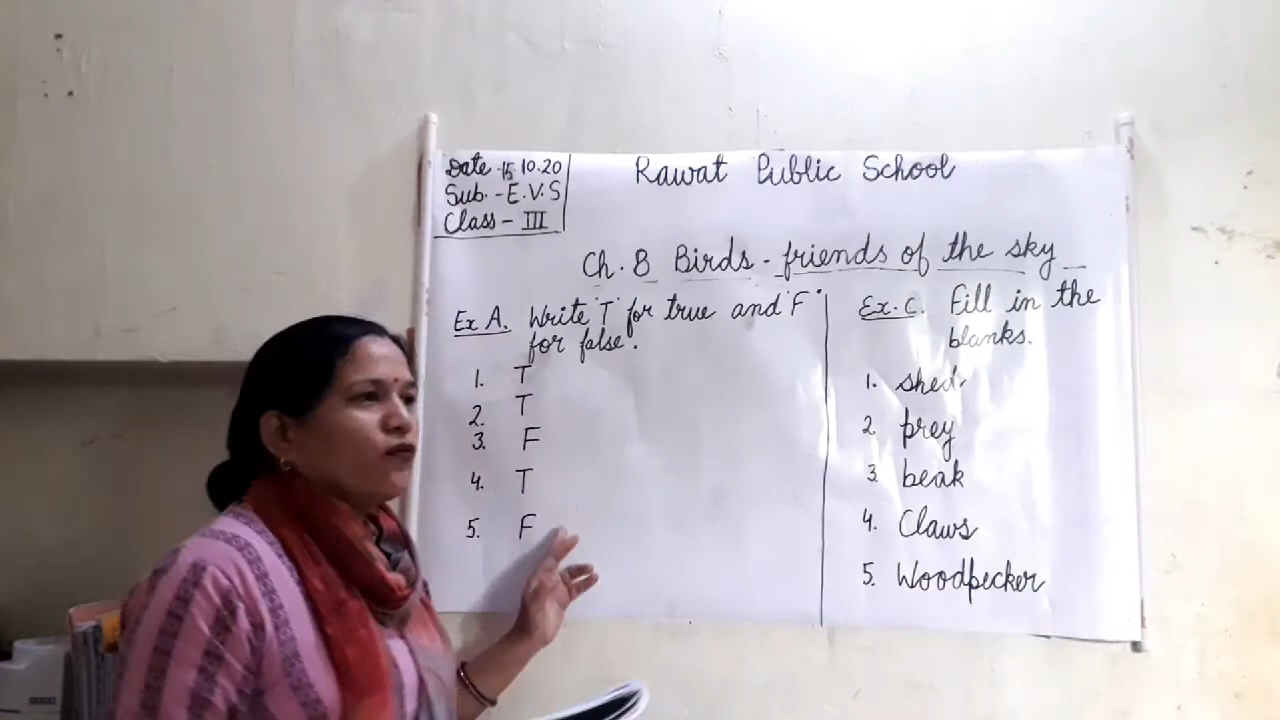 Date - 15.10.20
Sub. - E.V.S
Class - III
Rawat Public School
Ch. 8 Birds - friends of the sky
Ex A. Write 'T' for true and 'F'
for false.
1. T
2. T
3. F
4. T
5. F
Ex. C. Fill in the
blanks.
1. shed
2. prey
3. beak
4. Claws
5. Woodpecker